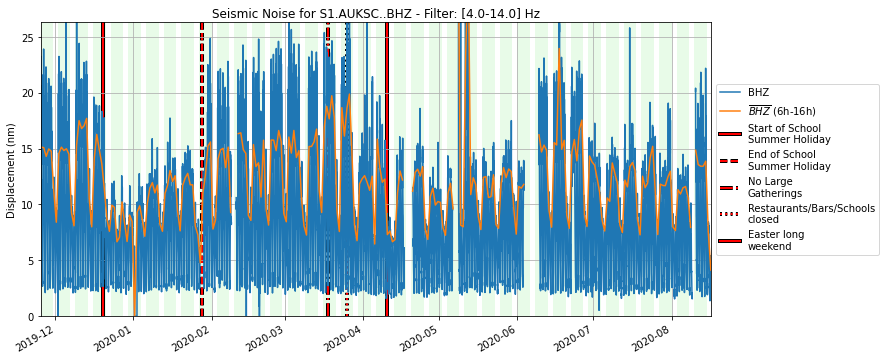 Seismic Noise for S1.AUKSC..BHZ - Filter: [4.0-14.0] Hz
Displacement (nm)
25
20
15
10
5
0
2019-12
2020-01
2020-02
2020-03
2020-04
2020-05
2020-06
2020-07
2020-08
BHZ
BHZ (6h-16h)
Start of School
Summer Holiday
End of School
Summer Holiday
No Large
Gatherings
Restaurants/Bars/Schools
closed
Easter long
weekend